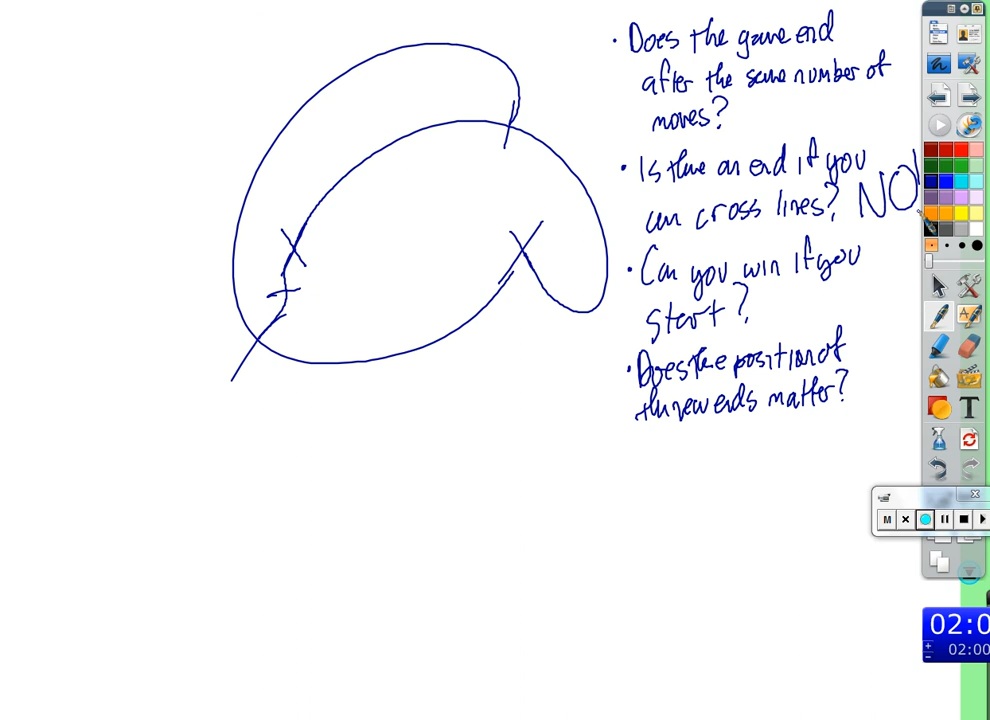 · Does the game end
after the same number of
moves?
· Is there an end if you
can cross lines? NO!
· Can you win if you
start?
· Does the position of
the new ends matter?
M
T
02:0
02:00